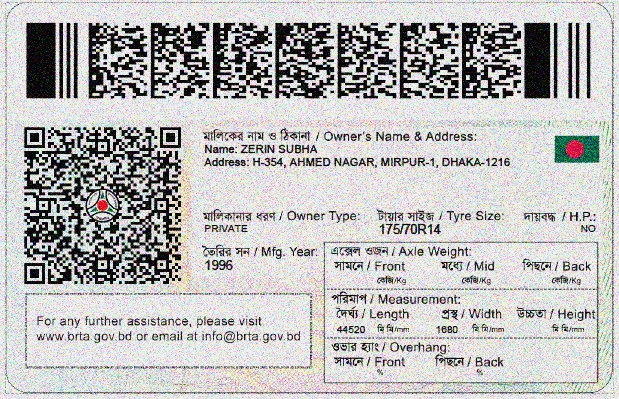 মালিকের নাম ও ঠিকানা / Owner's Name & Address:
Name: ZERIN SUBHA
Address: H-354, AHMED NAGAR, MIRPUR-1, DHAKA-1216
মালিকানার ধরণ / Owner Type: টায়ার সাইজ / Tyre Size: দায়বদ্ধ / H.P.:
PRIVATE 175/70R14 NO
তৈরির সন / Mfg. Year:
1996
এক্সেল ওজন / Axle Weight:
সামনে / Front মধ্যে / Mid পিছনে / Back
কেজি/Kg কেজি/Kg কেজি/Kg
পরিমাপ / Measurement:
দৈর্ঘ্য / Length প্রস্থ / Width উচ্চতা / Height
44520 মি মি/mm 1680 মি মি/mm মি মি/mm
ওভার হ্যাং / Overhang:
সামনে / Front পিছনে / Back
% %
For any further assistance, please visit
www.brta.gov.bd or email at info@brta.gov.bd